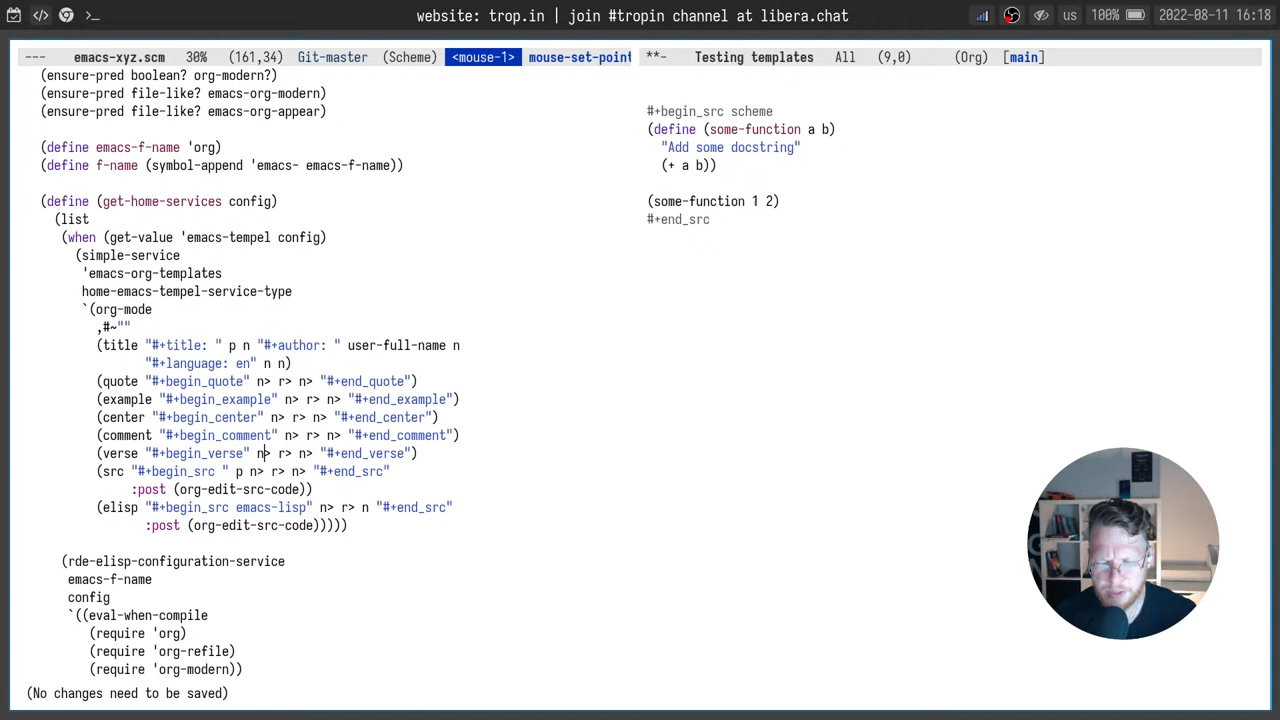 website: trop.in | join #tropin channel at libera.chat
us 100% 2022-08-11 16:18
--- emacs-xyz.scm 30% (161,34) Git-master (Scheme) <mouse-1> mouse-set-point
(ensure-pred boolean? org-modern?)
(ensure-pred file-like? emacs-org-modern)
(ensure-pred file-like? emacs-org-appear)
(define emacs-f-name 'org)
(define f-name (symbol-append 'emacs- emacs-f-name))
(define (get-home-services config)
(list
(when (get-value 'emacs-tempel config)
(simple-service
'emacs-org-templates
home-emacs-tempel-service-type
`(org-mode
,#~""
(title "#+title: " p n "#+author: " user-full-name n
"#+language: en" n n)
(quote "#+begin_quote" n> r> n> "#+end_quote")
(example "#+begin_example" n> r> n> "#+end_example")
(center "#+begin_center" n> r> n> "#+end_center")
(comment "#+begin_comment" n> r> n> "#+end_comment")
(verse "#+begin_verse" n> r> n> "#+end_verse")
(src "#+begin_src " p n> r> n> "#+end_src"
:post (org-edit-src-code))
(elisp "#+begin_src emacs-lisp" n> r> n "#+end_src"
:post (org-edit-src-code)))))
(rde-elisp-configuration-service
emacs-f-name
config
`((eval-when-compile
(require 'org)
(require 'org-refile)
(require 'org-modern))
(No changes need to be saved)
**- Testing templates All (9,0) (Org) [main]
#+begin_src scheme
(define (some-function a b)
"Add some docstring"
(+ a b))
(some-function 1 2)
#+end_src